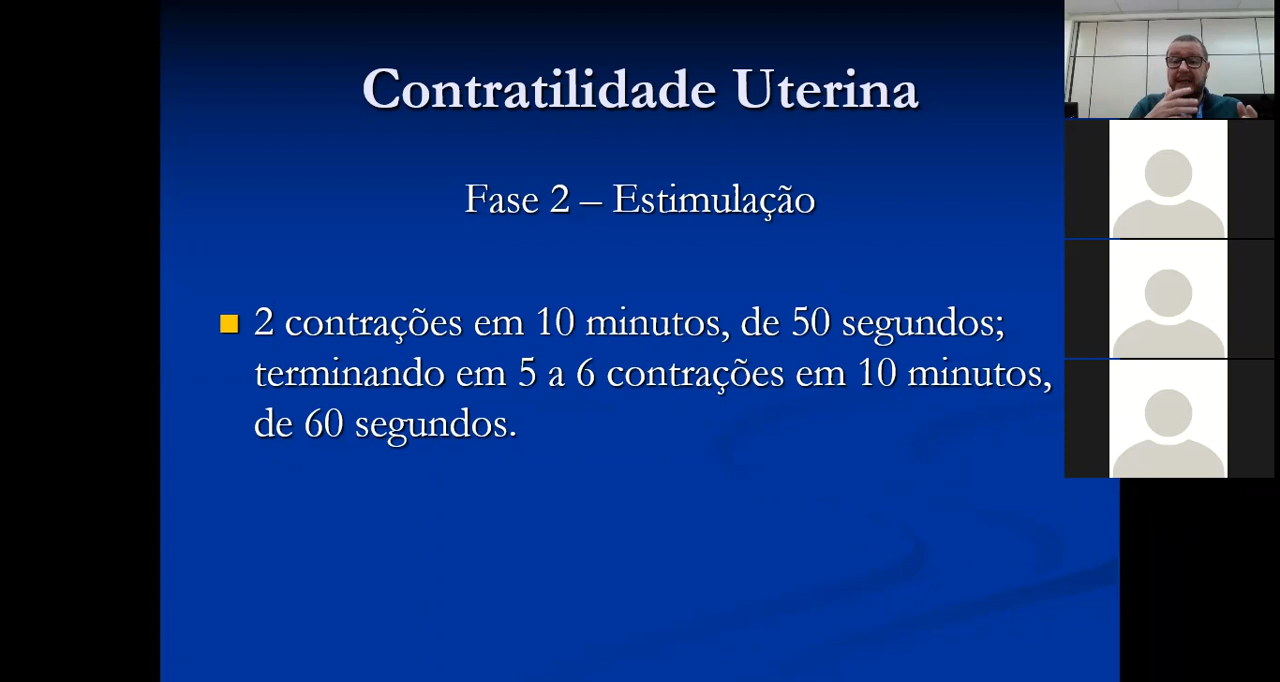 Contratilidade Uterina
Fase 2 – Estimulação
2 contrações em 10 minutos, de 50 segundos;
terminando em 5 a 6 contrações em 10 minutos,
de 60 segundos.